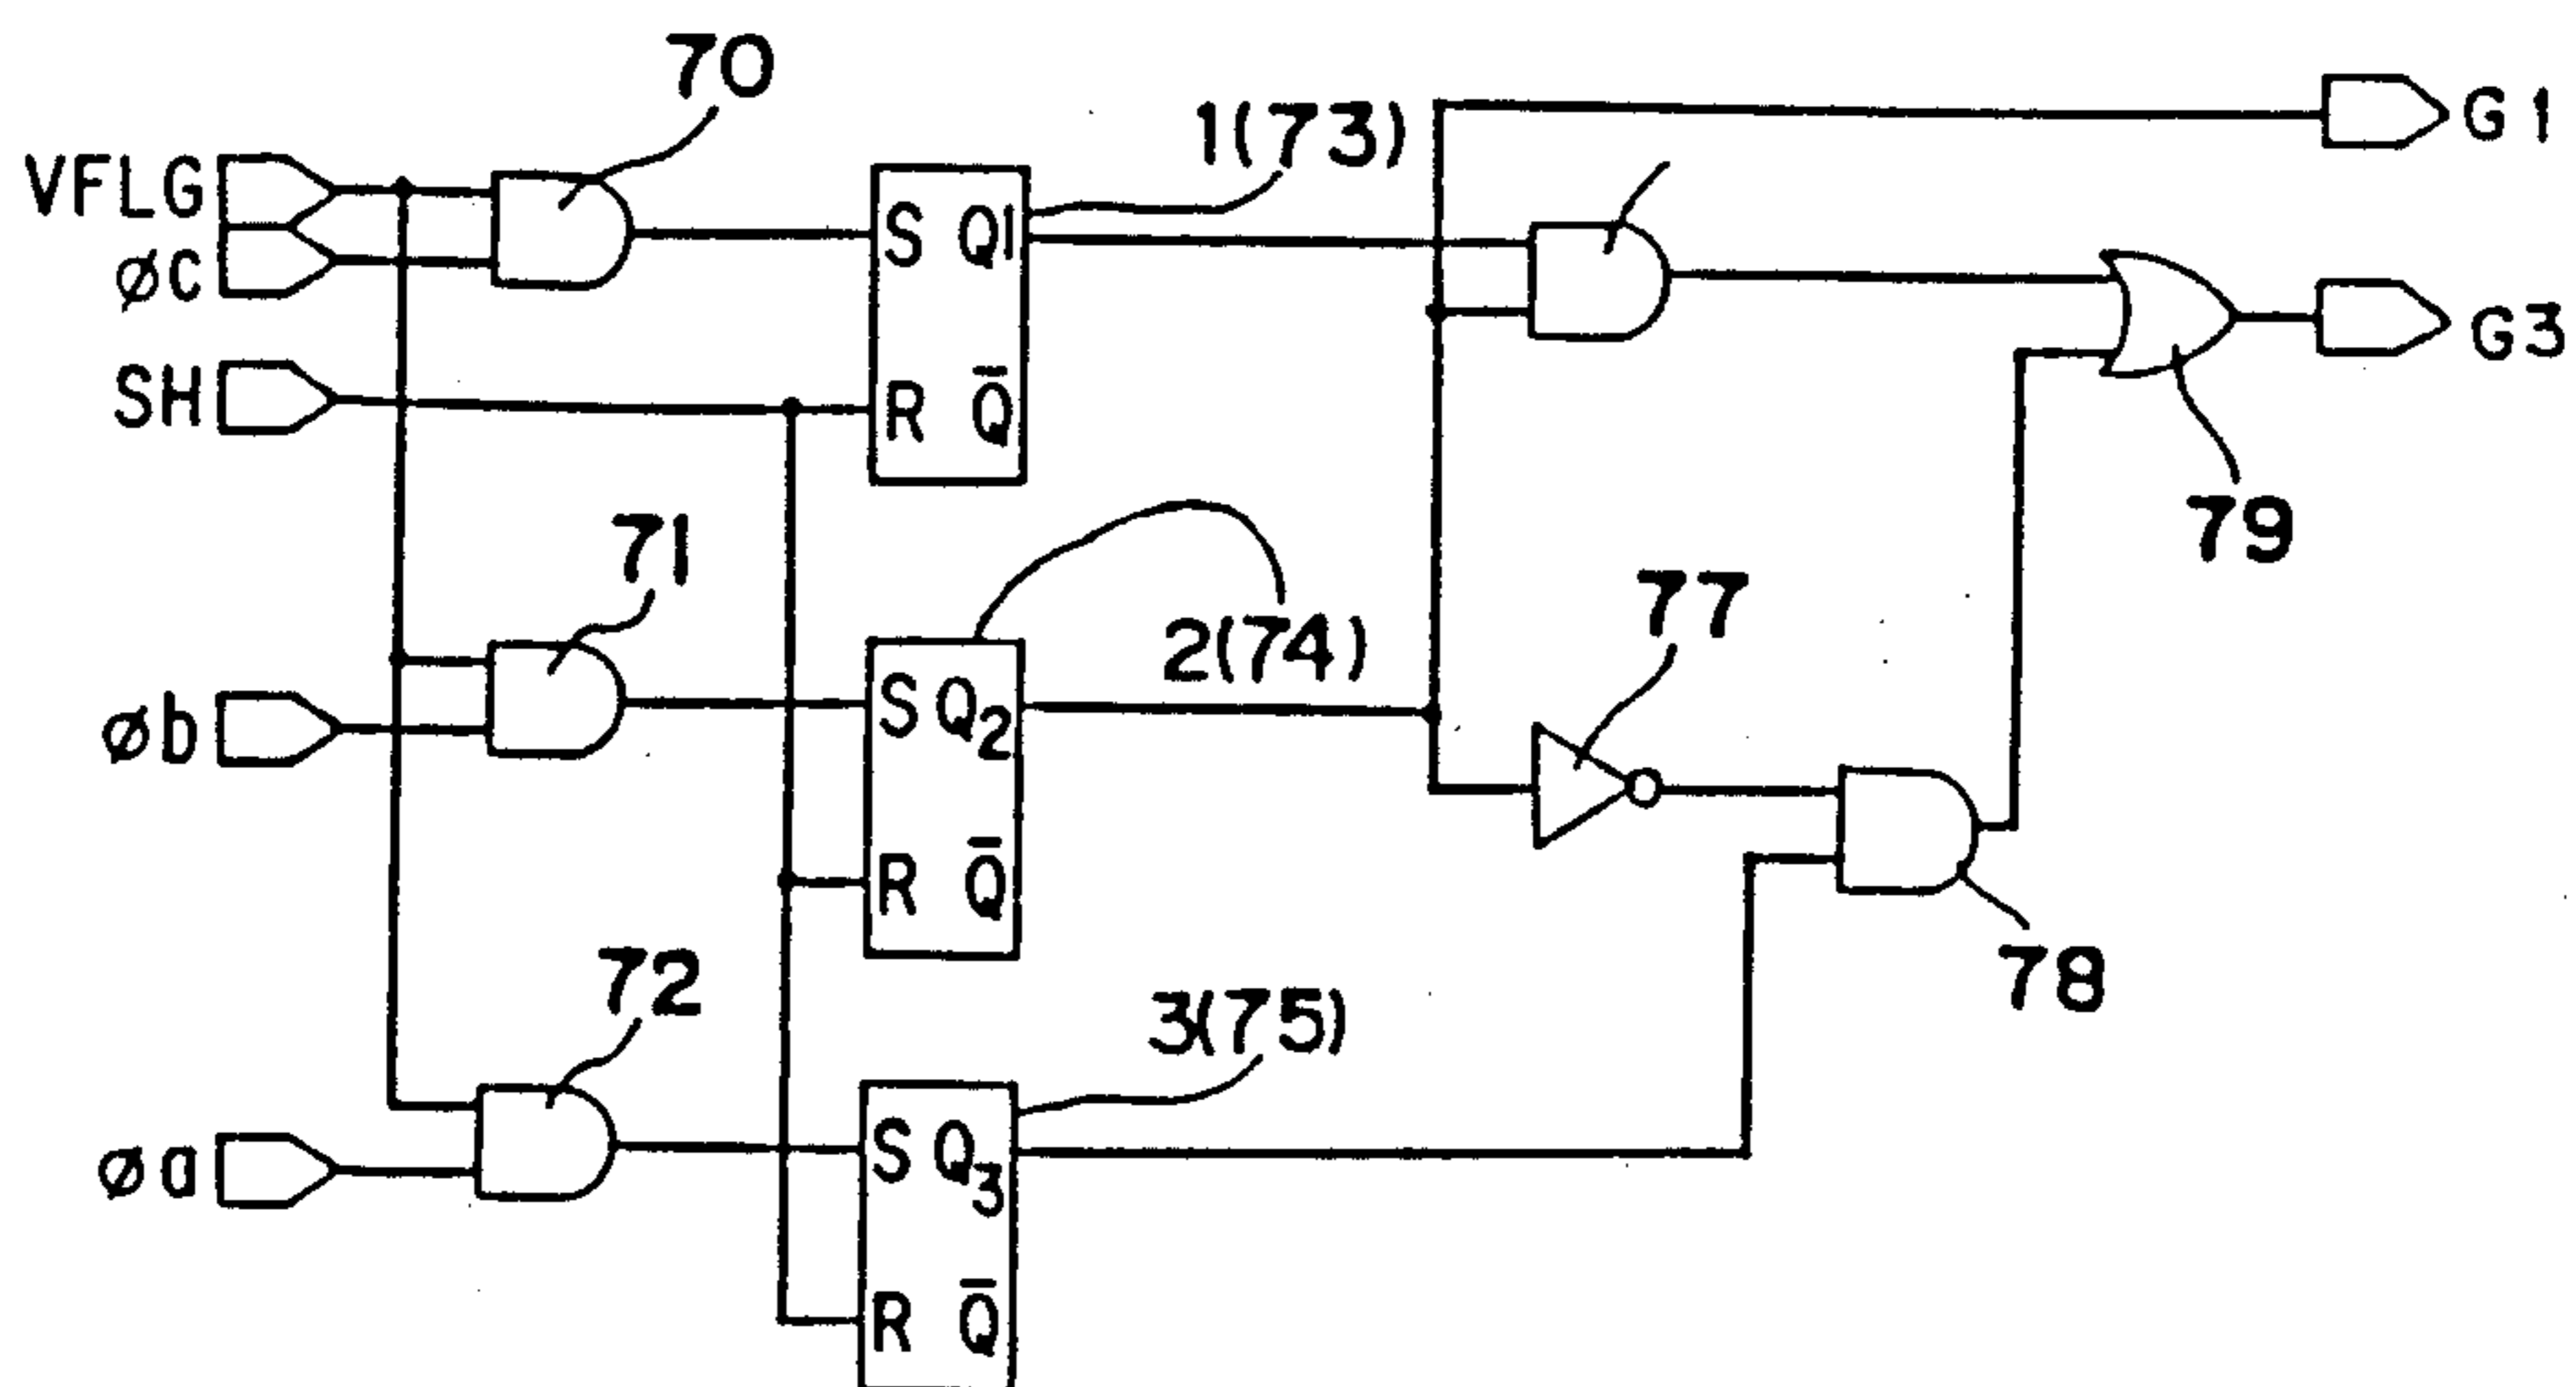 70
1(73)
G1
VFLG
øc
S Q1
G3
SH
R Q̅
79
71
77
2(74)
øb
S Q2
R Q̅
72
78
3(75)
øa
S Q3
R Q̅